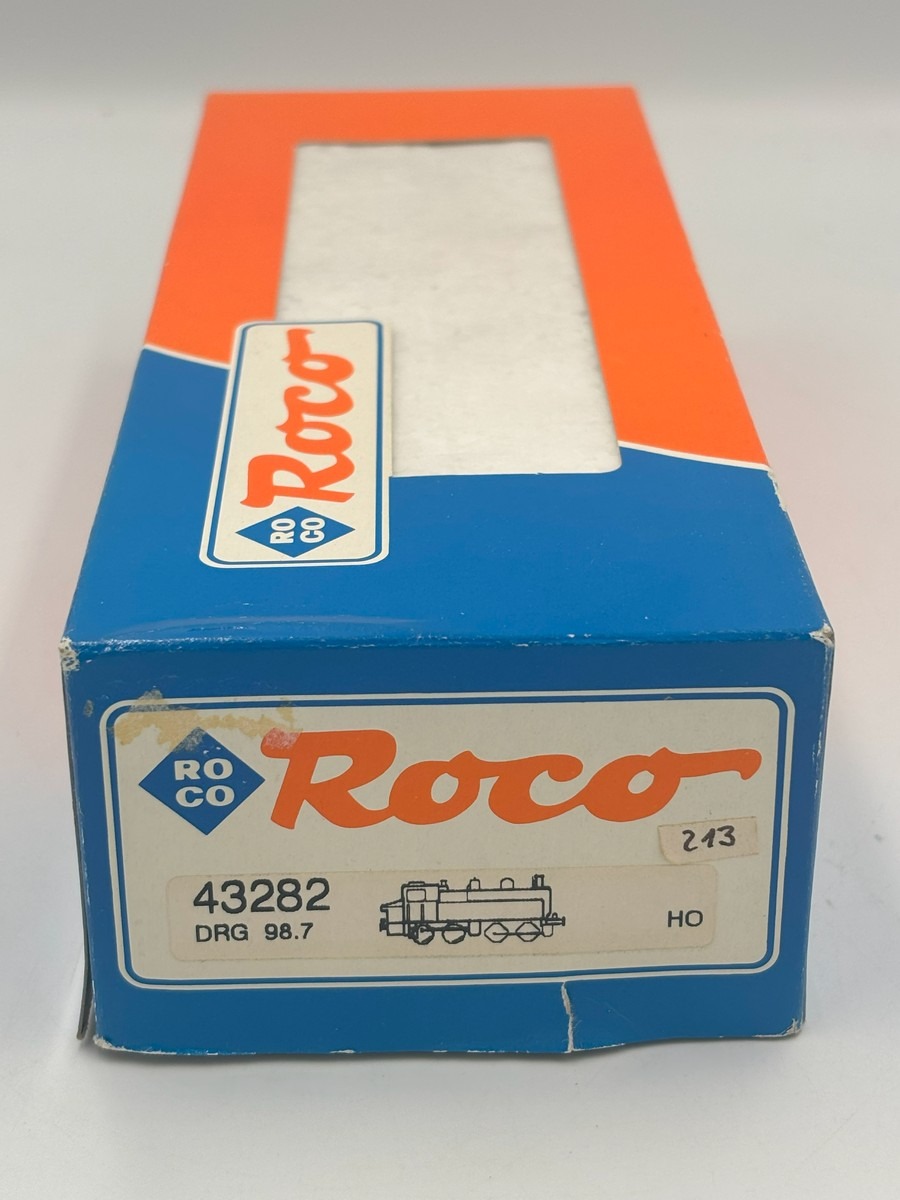 Roco
RO
CO
RO
CO
Roco
213
43282
DRG 98.7
HO